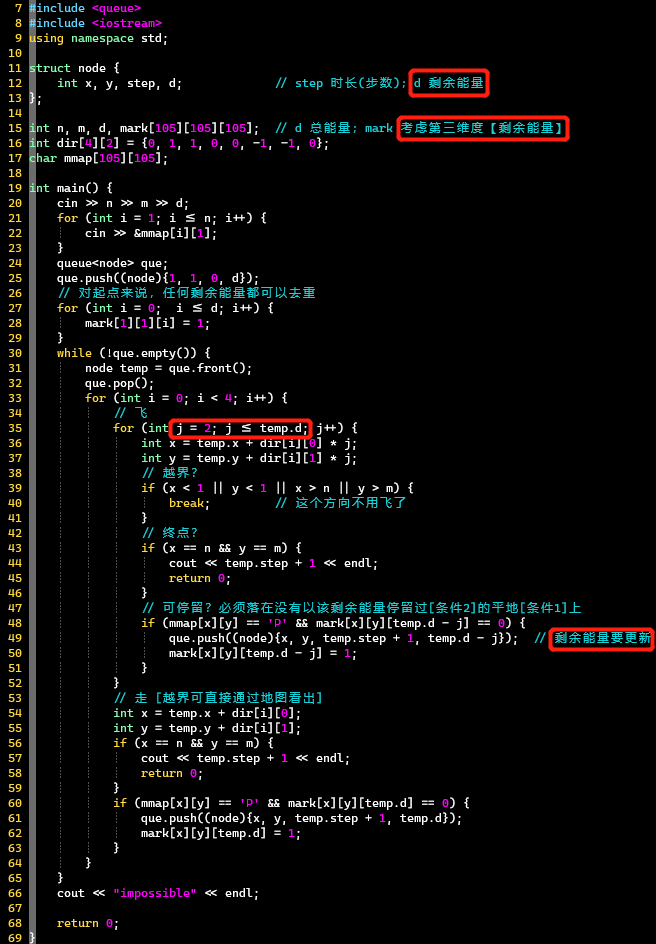 7 #include <queue>
8 #include <iostream>
9 using namespace std;
10
11 struct node {
12     int x, y, step, d;             // step 时长(步数); d 剩余能量
13 };
14
15 int n, m, d, mark[105][105][105];  // d 总能量; mark 考虑第三维度【剩余能量】
16 int dir[4][2] = {0, 1, 1, 0, 0, -1, -1, 0};
17 char mmap[105][105];
18
19 int main() {
20     cin >> n >> m >> d;
21     for (int i = 1; i ≤ n; i++) {
22         cin >> &mmap[i][1];
23     }
24     queue<node> que;
25     que.push((node){1, 1, 0, d});
26     // 对起点来说，任何剩余能量都可以去重
27     for (int i = 0;  i ≤ d; i++) {
28         mark[1][1][i] = 1;
29     }
30     while (!que.empty()) {
31         node temp = que.front();
32         que.pop();
33         for (int i = 0; i < 4; i++) {
34             // 飞
35             for (int j = 2; j ≤ temp.d; j++) {
36                 int x = temp.x + dir[i][0] * j;
37                 int y = temp.y + dir[i][1] * j;
38                 // 越界?
39                 if (x < 1 || y < 1 || x > n || y > m) {
40                     break;         // 这个方向不用飞了
41                 }
42                 // 终点?
43                 if (x == n && y == m) {
44                     cout << temp.step + 1 << endl;
45                     return 0;
46                 }
47                 // 可停留? 必须落在没有以该剩余能量停留过[条件2]的平地[条件1]上
48                 if (mmap[x][y] == 'P' && mark[x][y][temp.d - j] == 0) {
49                     que.push((node){x, y, temp.step + 1, temp.d - j});  // 剩余能量要更新
50                     mark[x][y][temp.d - j] = 1;
51                 }
52             }
53             // 走 [越界可直接通过地图看出]
54             int x = temp.x + dir[i][0];
55             int y = temp.y + dir[i][1];
56             if (x == n && y == m) {
57                 cout << temp.step + 1 << endl;
58                 return 0;
59             }
60             if (mmap[x][y] == 'P' && mark[x][y][temp.d] == 0) {
61                 que.push((node){x, y, temp.step + 1, temp.d});
62                 mark[x][y][temp.d] = 1;
63             }
64         }
65     }
66     cout << "impossible" << endl;
67
68     return 0;
69 }